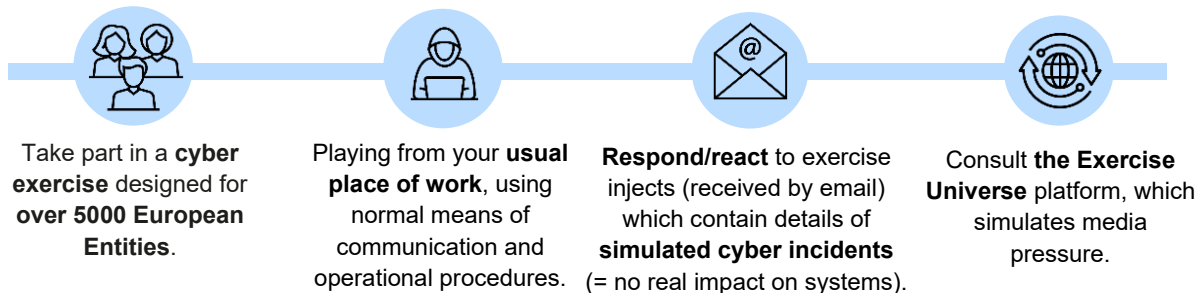 @
Take part in a cyber
exercise designed for
over 5000 European
Entities.
Playing from your usual
place of work, using
normal means of
communication and
operational procedures.
Respond/react to exercise
injects (received by email)
which contain details of
simulated cyber incidents
(= no real impact on systems).
Consult the Exercise
Universe platform, which
simulates media
pressure.